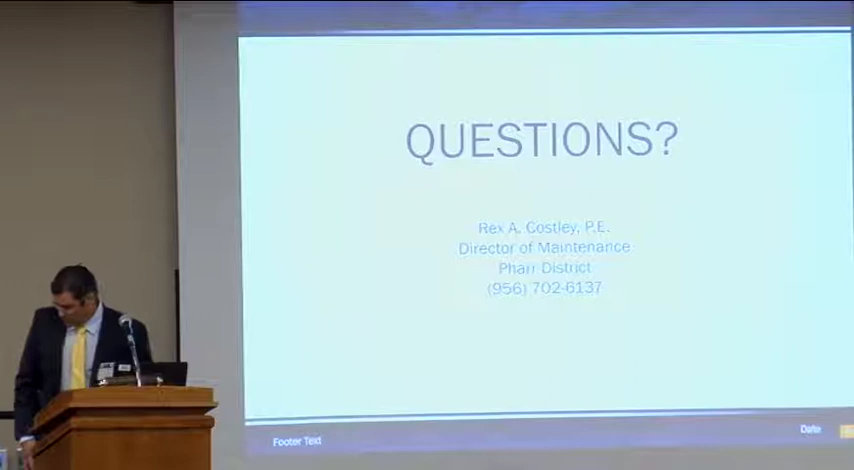 QUESTIONS?
Rex A. Costley, P.E.
Director of Maintenance
Pharr District
(956) 702-6137
Footer Text
Date